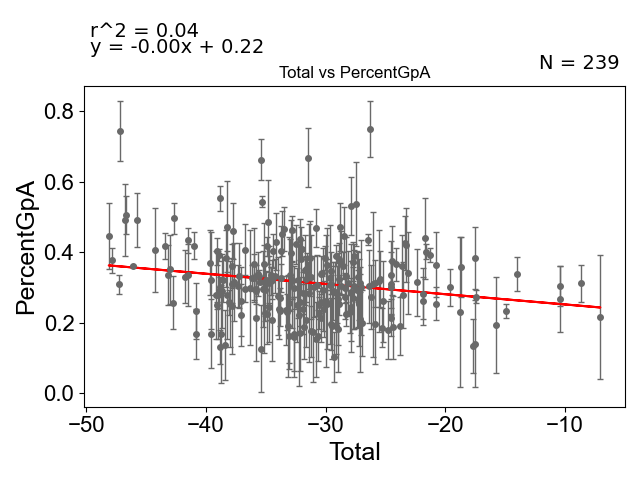 r^2 = 0.04
y = -0.00x + 0.22
N = 239
Total vs PercentGpA
PercentGpA
0.8
0.6
0.4
0.2
0.0
−50
−40
−30
−20
−10
Total